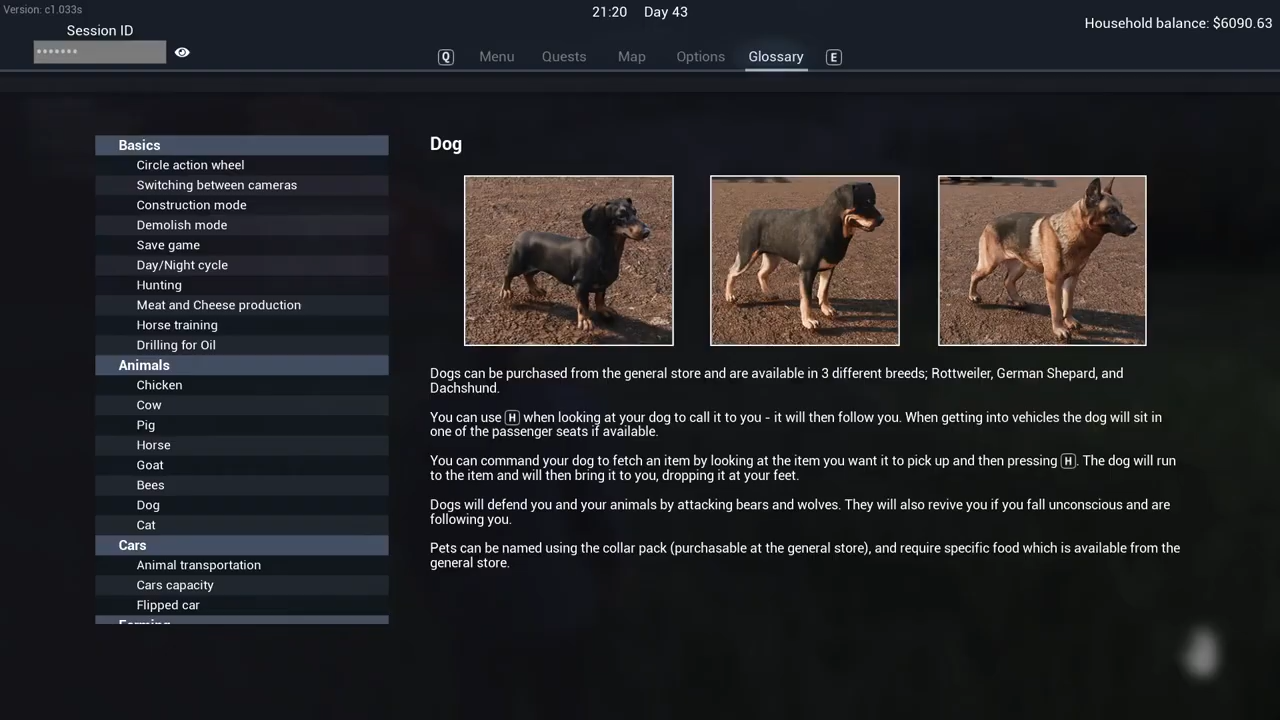 Version: c1.033s
21:20 Day 43
Session ID
Household balance: $6090.63
*******
Q Menu Quests Map Options Glossary E
Basics
Circle action wheel
Switching between cameras
Construction mode
Demolish mode
Save game
Day/Night cycle
Hunting
Meat and Cheese production
Horse training
Drilling for Oil
Animals
Chicken
Cow
Pig
Horse
Goat
Bees
Dog
Cat
Cars
Animal transportation
Cars capacity
Flipped car
Farming
Dog
Dogs can be purchased from the general store and are available in 3 different breeds; Rottweiler, German Shepard, and
Dachshund.
You can use H when looking at your dog to call it to you - it will then follow you. When getting into vehicles the dog will sit in
one of the passenger seats if available.
You can command your dog to fetch an item by looking at the item you want it to pick up and then pressing H. The dog will run
to the item and will then bring it to you, dropping it at your feet.
Dogs will defend you and your animals by attacking bears and wolves. They will also revive you if you fall unconscious and are
following you.
Pets can be named using the collar pack (purchasable at the general store), and require specific food which is available from the
general store.